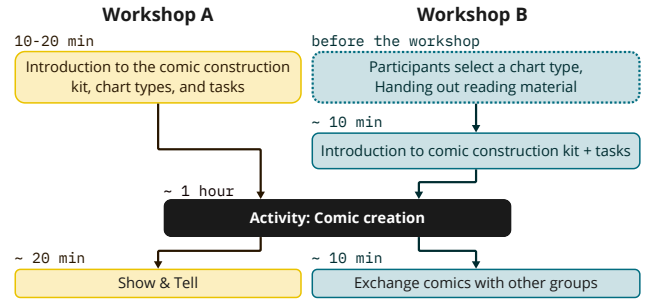 Workshop A
Workshop B
10-20 min
before the workshop
Introduction to the comic construction
kit, chart types, and tasks
Participants select a chart type,
Handing out reading material
~ 10 min
Introduction to comic construction kit + tasks
~ 1 hour
Activity: Comic creation
~ 20 min
~ 10 min
Show & Tell
Exchange comics with other groups